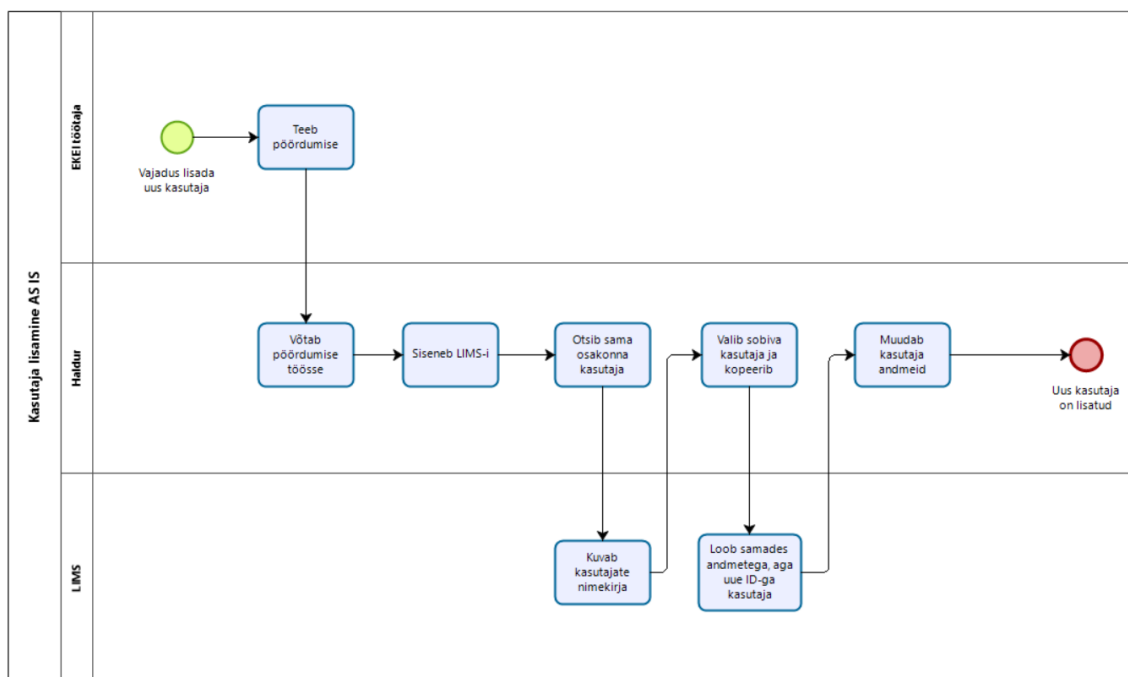 Kasutaja lisamine AS IS
EKEI töötaja
Vajadus lisada
uus kasutaja
Teeb
pöördumise
Haldur
Võtab
pöördumise
töösse
Siseneb LIMS-i
Otsib sama
osakonna
kasutaja
Valib sobiva
kasutaja ja
kopeerib
Muudab
kasutaja
andmeid
Uus kasutaja
on lisatud
LIMS
Kuvab
kasutajate
nimekirja
Loob samades
andmetega, aga
uue ID-ga
kasutaja